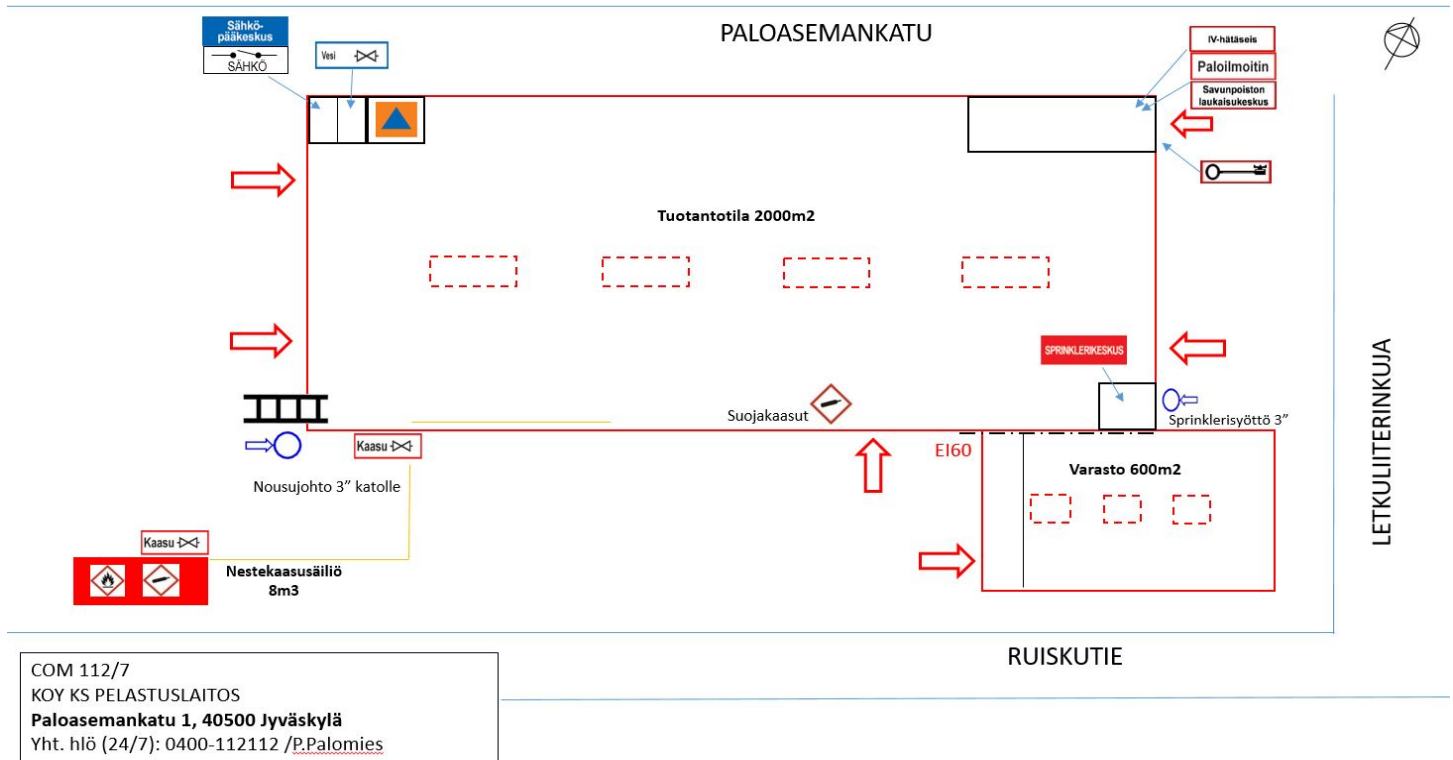 Sähkö-
pääkeskus
SÄHKÖ
Vesi
PALOASEMANKATU
IV-hätäseis
Paloilmoitin
Savunpoiston
laukaisukeskus
Tuotantotila 2000m2
SPRINKLERIKESKUS
Suojakaasut
Sprinklerisyöttö 3”
Kaasu
EI60
Varasto 600m2
Nousujohto 3” katolle
Kaasu
Nestekaasusäiliö
8m3
LETKULIITERINKUJA
RUISKUTIE
COM 112/7
KOY KS PELASTUSLAITOS
Paloasemankatu 1, 40500 Jyväskylä
Yht. hlö (24/7): 0400-112112 /P.Palomies